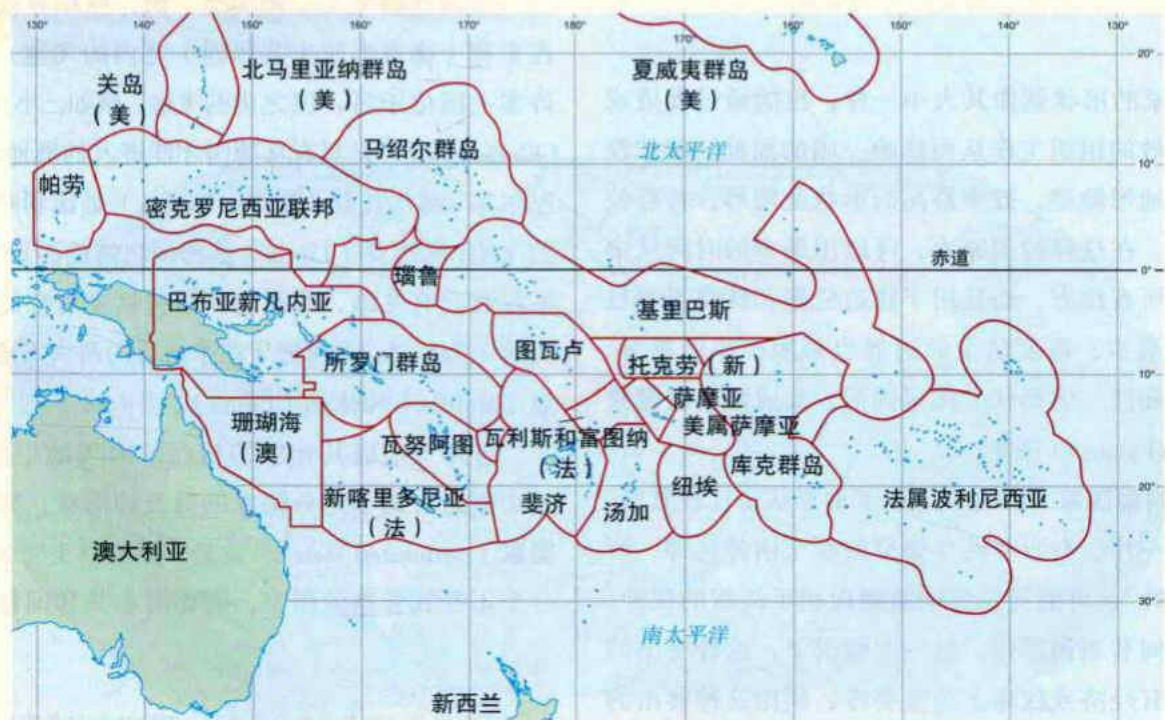 130° 140° 150° 160° 170° 180° 170° 160° 150° 140° 130°
20°
关岛
（美）
北马里亚纳群岛
（美）
夏威夷群岛
（美）
马绍尔群岛
北太平洋
帕劳
密克罗尼西亚联邦
10°
赤道
0°
瑙鲁
巴布亚新几内亚
基里巴斯
所罗门群岛
图瓦卢
托克劳（新）
10°
萨摩亚
珊瑚海
（澳）
瓦努阿图
瓦利斯和富图纳
（法）
美属萨摩亚
库克群岛
新喀里多尼亚
（法）
斐济
汤加
纽埃
法属波利尼西亚
20°
澳大利亚
30°
南太平洋
新西兰